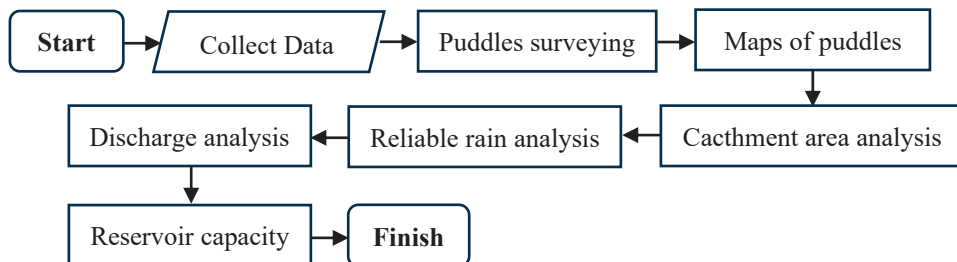 Start
Collect Data
Puddles surveying
Maps of puddles
Cacthment area analysis
Reliable rain analysis
Discharge analysis
Reservoir capacity
Finish